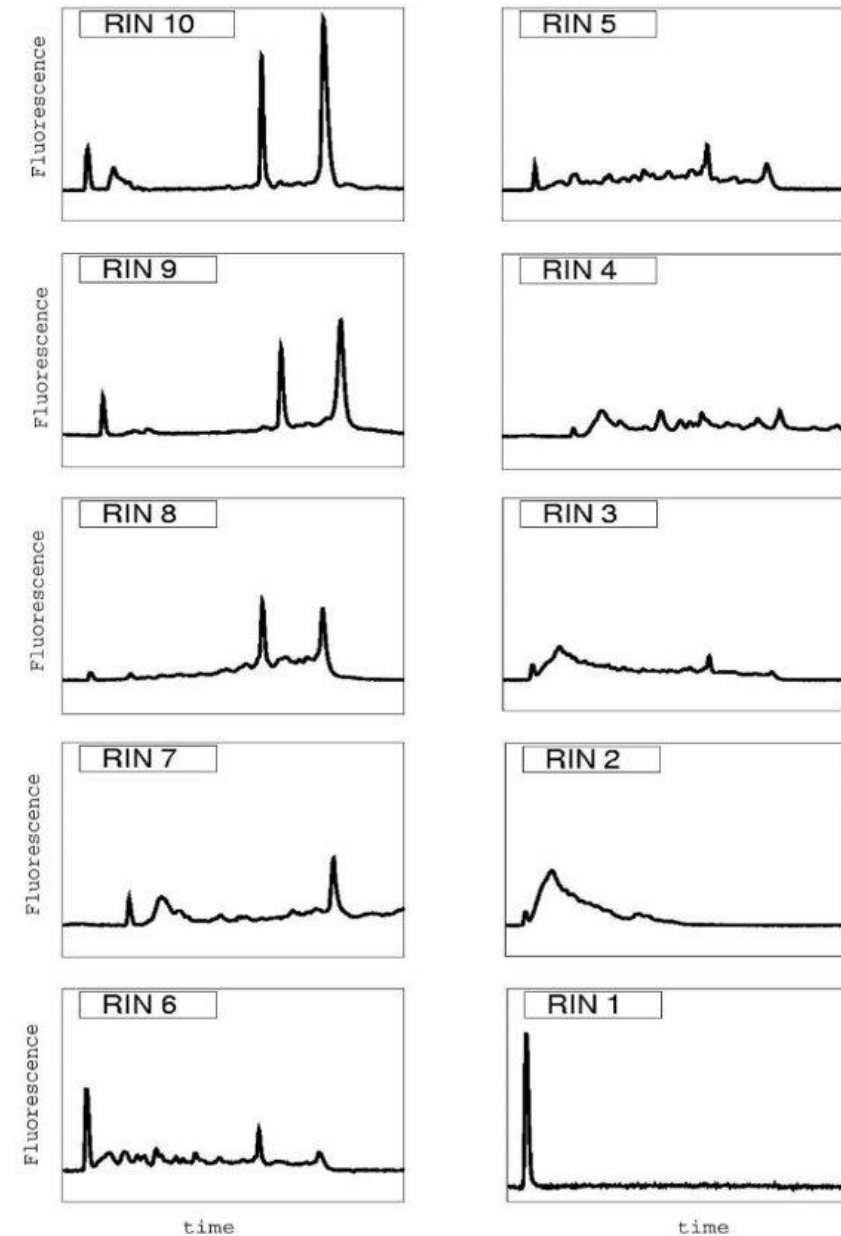 RIN 10
Fluorescence
RIN 9
Fluorescence
RIN 8
Fluorescence
RIN 7
Fluorescence
RIN 6
Fluorescence
time
RIN 5
RIN 4
RIN 3
RIN 2
RIN 1
time